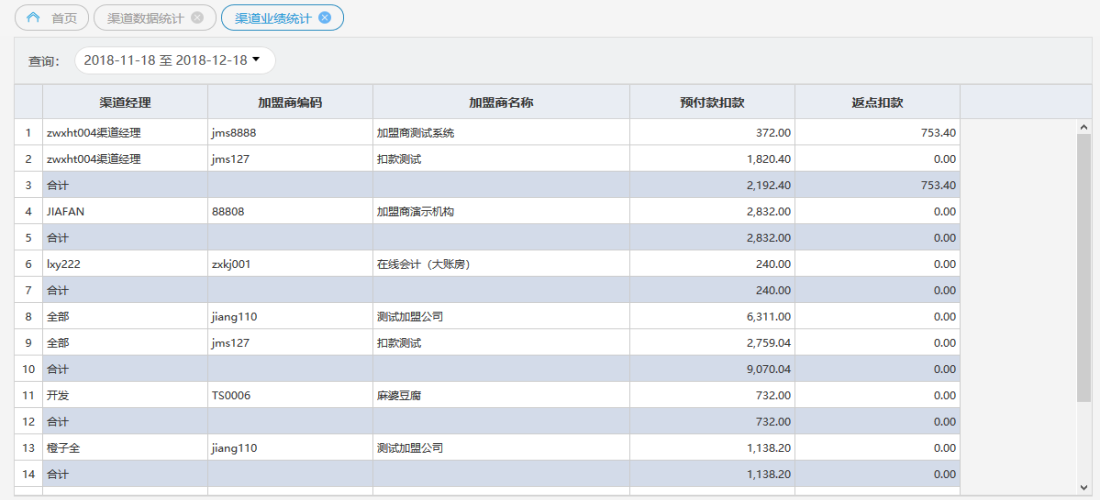 首页 渠道数据统计 渠道业绩统计
查询： 2018-11-18 至 2018-12-18
渠道经理 加盟商编码 加盟商名称 预付款扣款 返点扣款
1 zwxht004渠道经理 jms8888 加盟商测试系统 372.00 753.40
2 zwxht004渠道经理 jms127 扣款测试 1,820.40 0.00
3 合计 2,192.40 753.40
4 JIAFAN 88808 加盟商演示机构 2,832.00 0.00
5 合计 2,832.00 0.00
6 lxy222 zxkj001 在线会计（大账房） 240.00 0.00
7 合计 240.00 0.00
8 全部 jiang110 测试加盟公司 6,311.00 0.00
9 全部 jms127 扣款测试 2,759.04 0.00
10 合计 9,070.04 0.00
11 开发 TS0006 麻婆豆腐 732.00 0.00
12 合计 732.00 0.00
13 橙子全 jiang110 测试加盟公司 1,138.20 0.00
14 合计 1,138.20 0.00